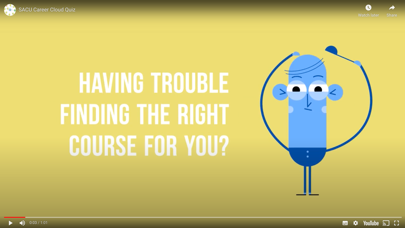 SACU Career Cloud Quiz
Watch later
Share
HAVING TROUBLE
FINDING THE RIGHT
COURSE FOR YOU?
YouTube